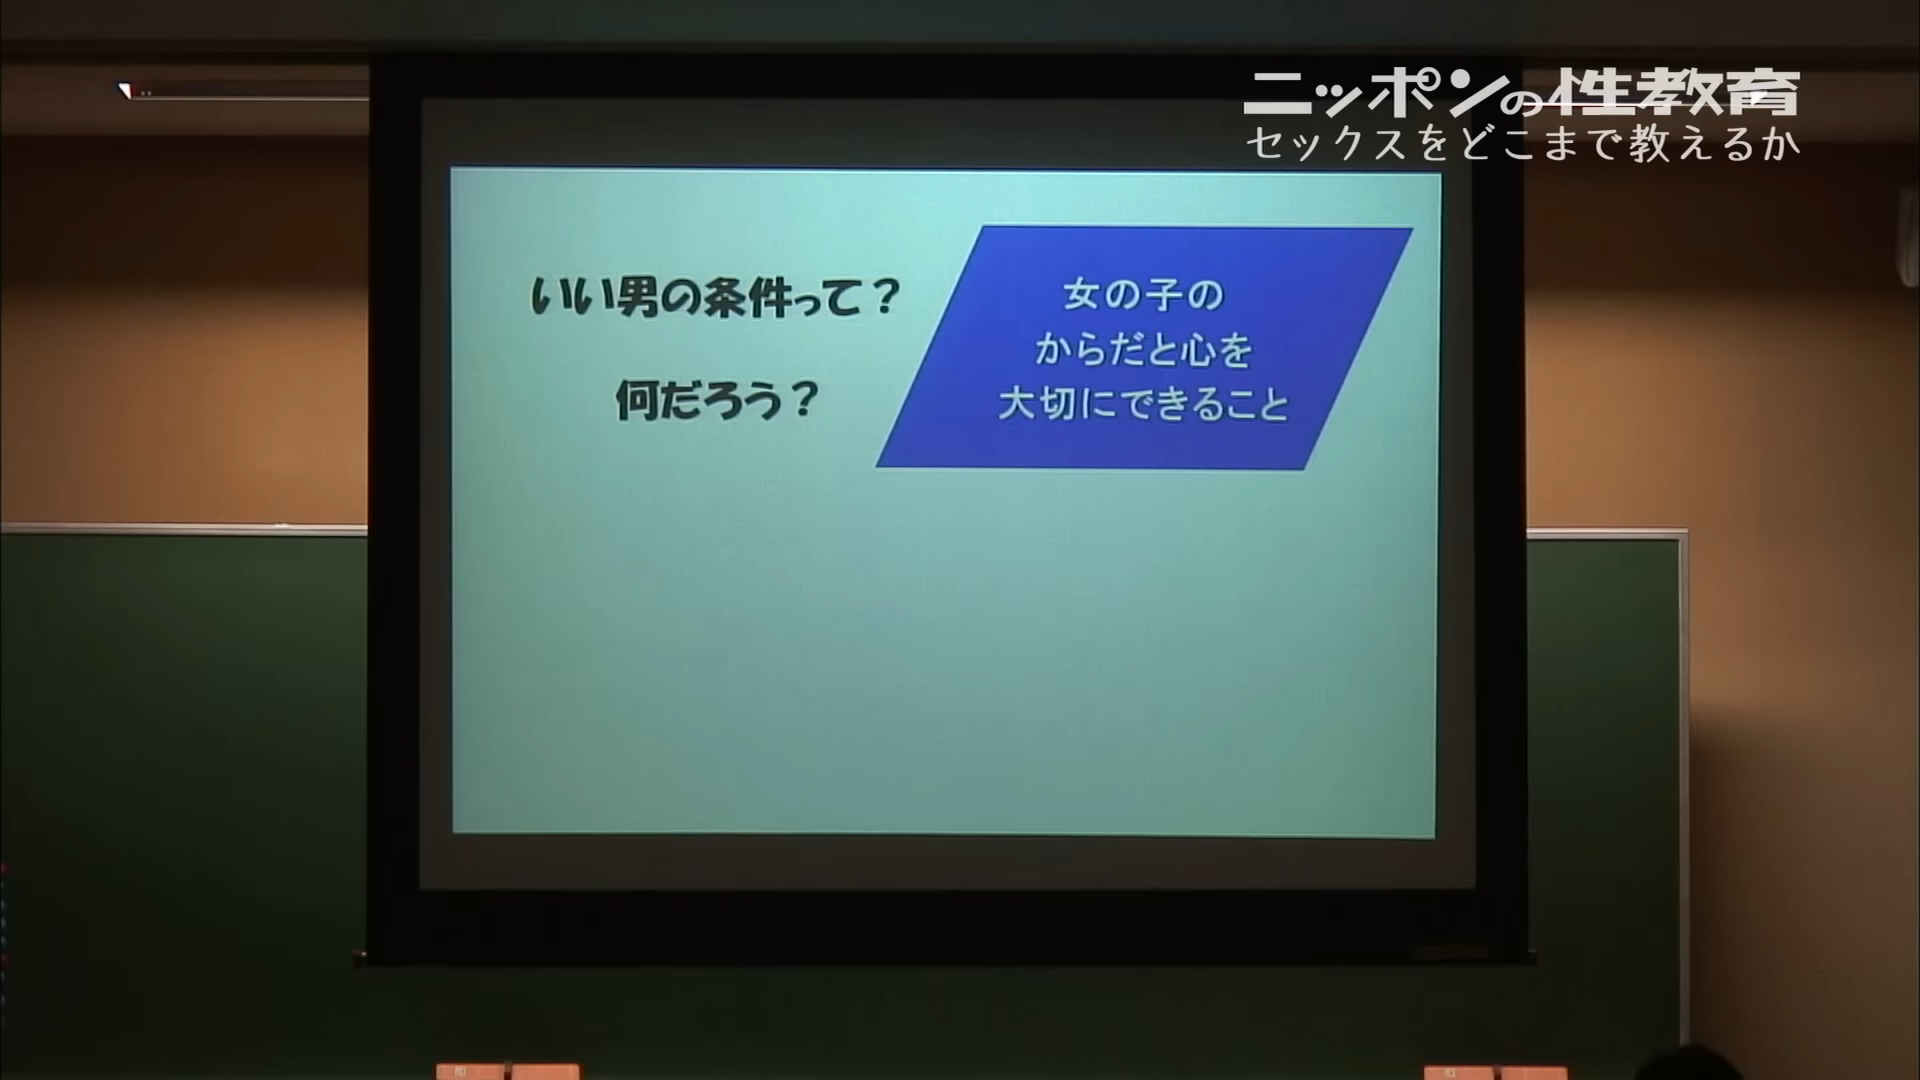 ニッポンの性教育
セックスをどこまで教えるか
いい男の条件って？
何だろう？
女の子の
からだと心を
大切にできること